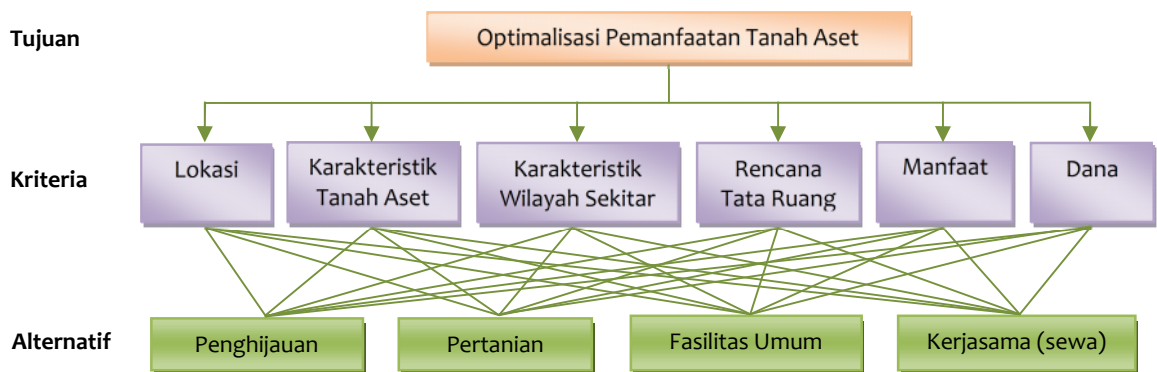 Tujuan
Optimalisasi Pemanfaatan Tanah Aset
Kriteria
Lokasi
Karakteristik
Tanah Aset
Karakteristik
Wilayah Sekitar
Rencana
Tata Ruang
Manfaat
Dana
Alternatif
Penghijauan
Pertanian
Fasilitas Umum
Kerjasama (sewa)